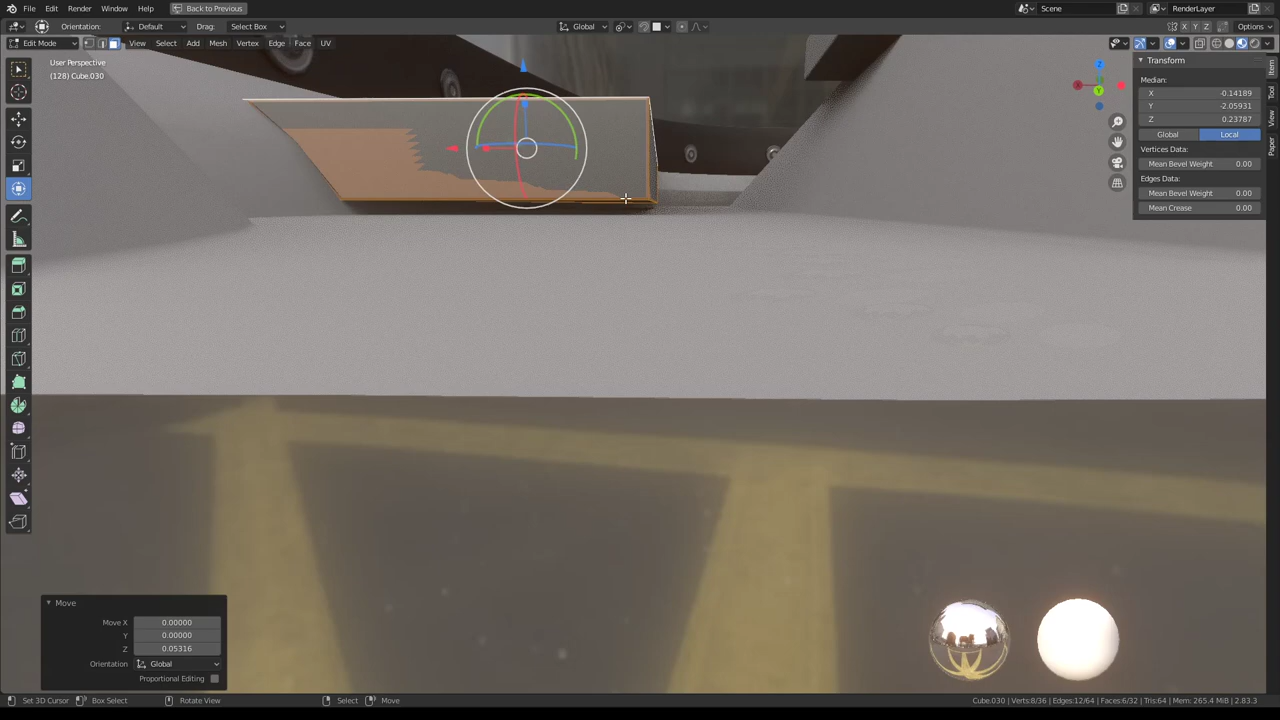 File Edit Render Window Help Back to Previous Scene RenderLayer
Orientation: Default Drag: Select Box Global X Y Z Options
Edit Mode View Select Add Mesh Vertex Edge Face UV
User Perspective
(128) Cube.030
Transform
Median:
X -0.14189
Y -2.05931
Z 0.23787
Global Local
Vertices Data:
Mean Bevel Weight 0.00
Edges Data:
Mean Bevel Weight 0.00
Mean Crease 0.00
Item
Tool
View
Paper
Move
Move X 0.00000
Y 0.00000
Z 0.05316
Orientation Global
Proportional Editing
Set 3D Cursor Box Select Rotate View Select Move Cube.030 | Verts:8/36 | Edges:12/64 | Faces:6/32 | Tris:64 | Mem: 265.4 MiB | 2.83.3